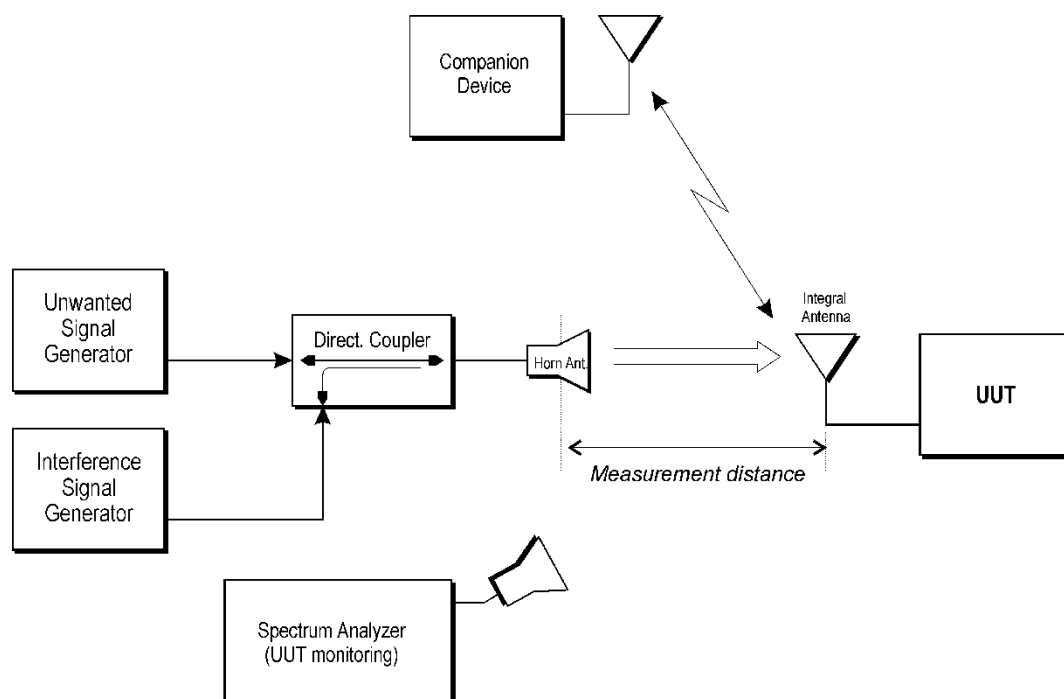 Companion
Device
Unwanted
Signal
Generator
Direct. Coupler
Horn Ant.
Integral
Antenna
UUT
Interference
Signal
Generator
Measurement distance
Spectrum Analyzer
(UUT monitoring)